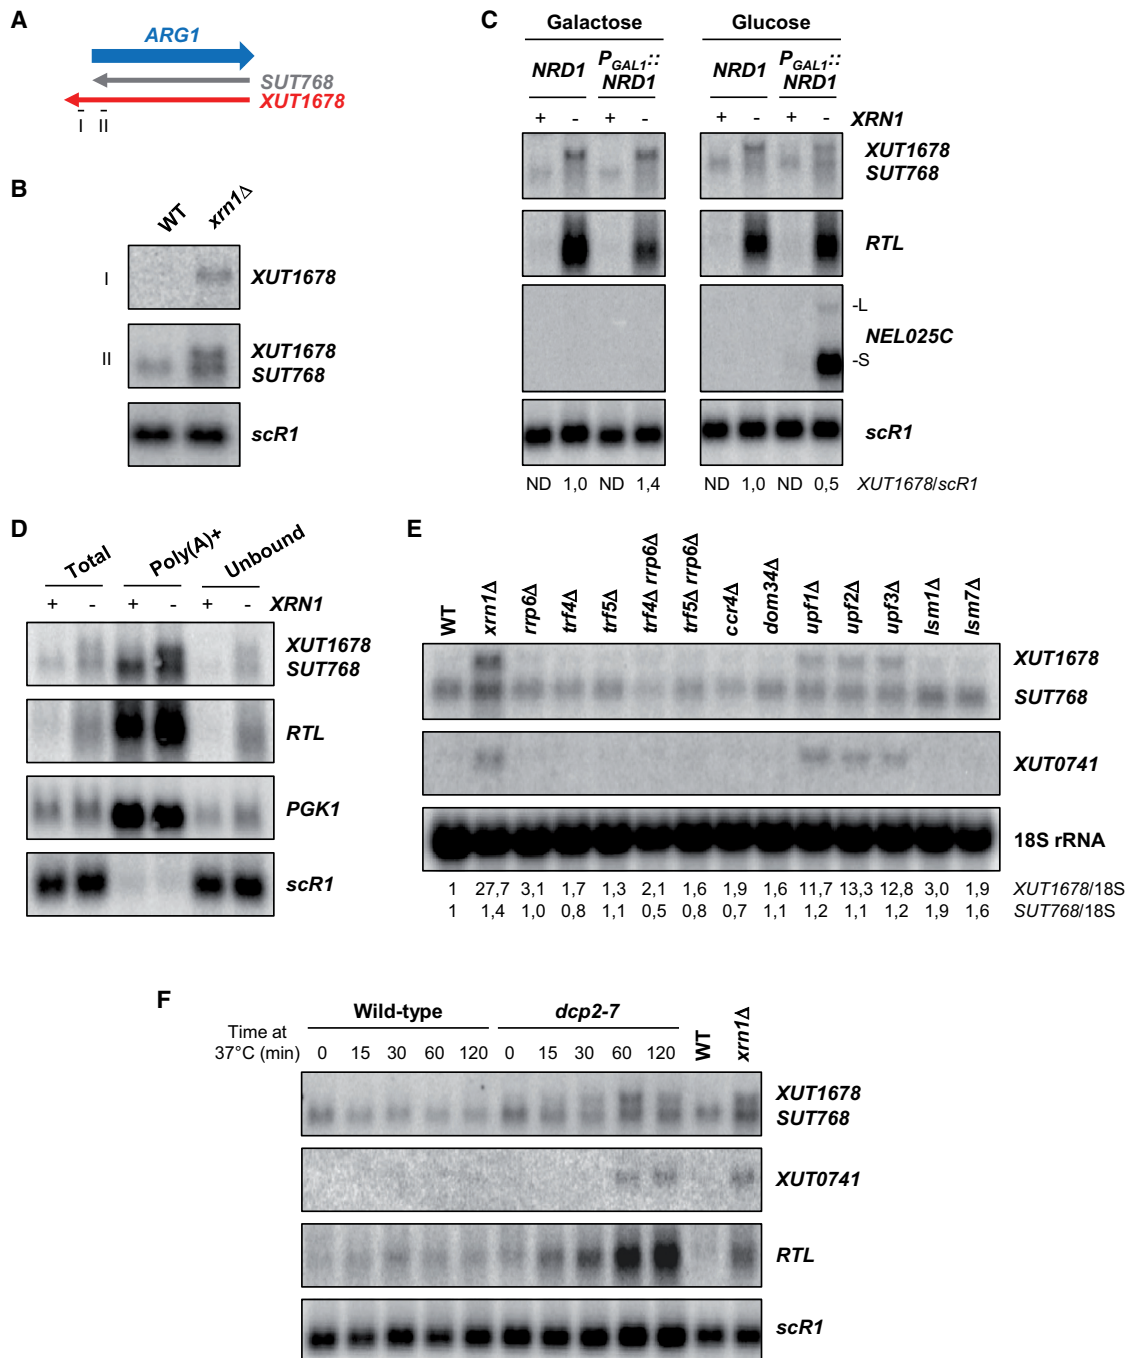 A
ARG1
SUT768
XUT1678
I II
B
WT xrn1Δ
I XUT1678
II XUT1678
SUT768
scR1
C
Galactose Glucose
NRD1 PGAL1:: NRD1 NRD1 PGAL1:: NRD1
+ - + - + - + - XRN1
XUT1678
SUT768
RTL
-L
NEL025C
-S
scR1
ND 1,0 ND 1,4 ND 1,0 ND 0,5 XUT1678/scR1
D
Total Poly(A)+ Unbound
+ - + - + - XRN1
XUT1678
SUT768
RTL
PGK1
scR1
E
WT xrn1Δ rrp6Δ trf4Δ trf5Δ trf4Δ rrp6Δ trf5Δ rrp6Δ ccr4Δ dom34Δ upf1Δ upf2Δ upf3Δ lsm1Δ lsm7Δ
XUT1678
SUT768
XUT0741
18S rRNA
1 27,7 3,1 1,7 1,3 2,1 1,6 1,9 1,6 11,7 13,3 12,8 3,0 1,9 XUT1678/18S
1 1,4 1,0 0,8 1,1 0,5 0,8 0,7 1,1 1,2 1,1 1,2 1,9 1,6 SUT768/18S
F
Wild-type dcp2-7 WT xrn1Δ
Time at
37°C (min) 0 15 30 60 120 0 15 30 60 120
XUT1678
SUT768
XUT0741
RTL
scR1